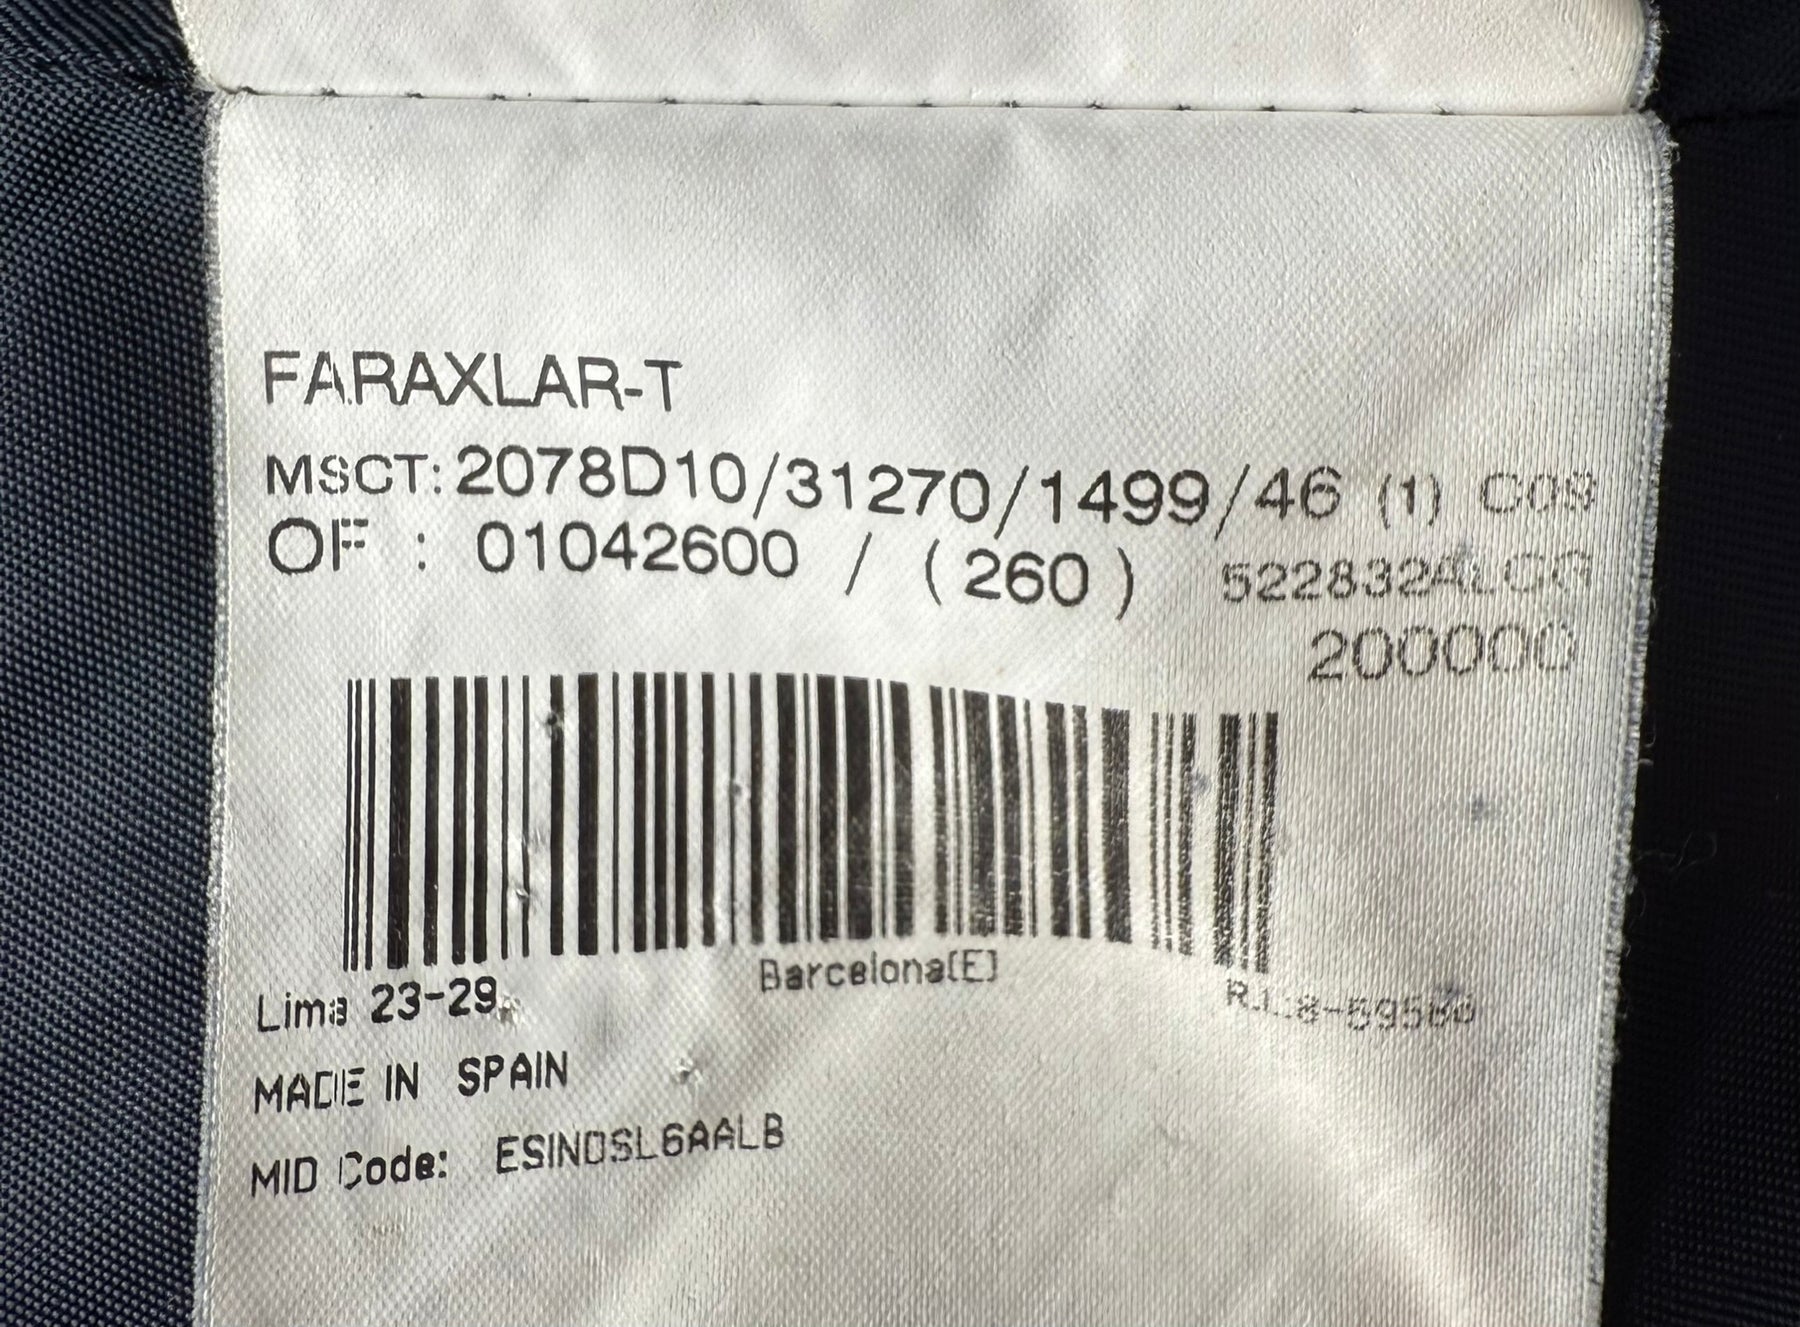 FARAXLAR-T
MSCT: 2078D10/31270/1499/46 (1) C08
OF : 01042600 / (260)
200000
Barcelona(E)
Lima 23-29
MADE IN SPAIN
MID Code: ESINDSL6AALB